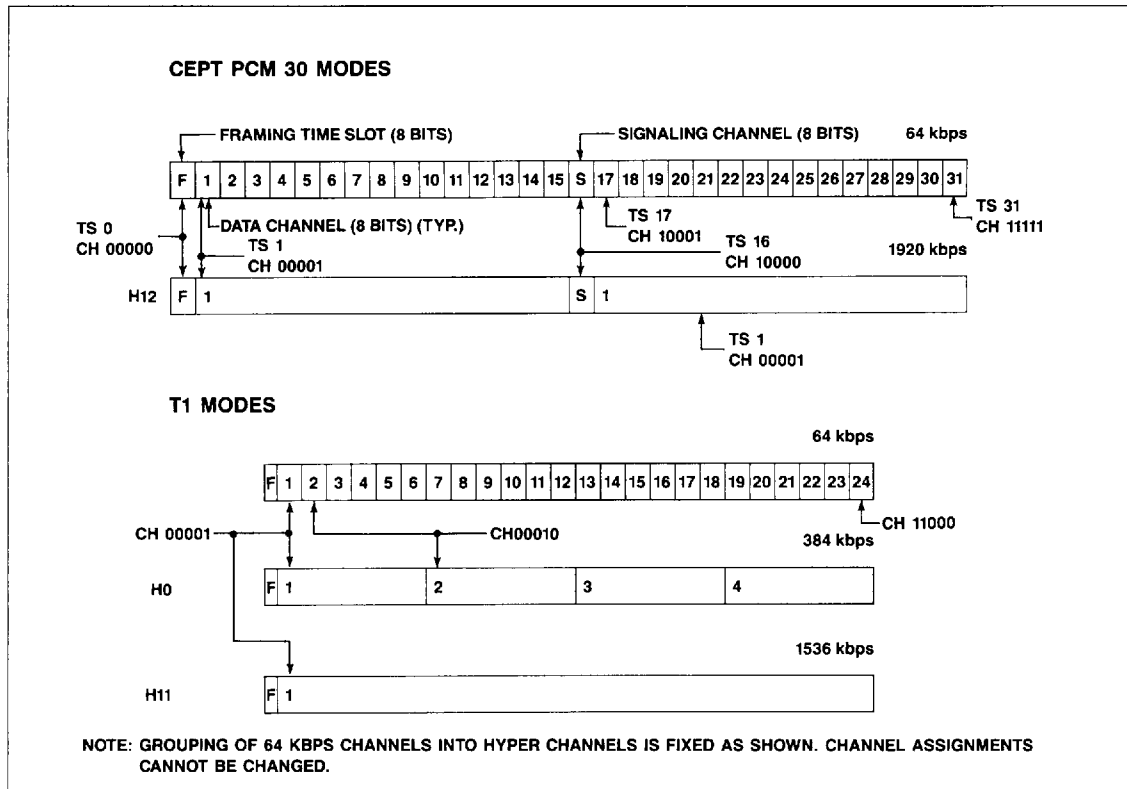 CEPT PCM 30 MODES
FRAMING TIME SLOT (8 BITS)
SIGNALING CHANNEL (8 BITS)
64 kbps
F 1 2 3 4 5 6 7 8 9 10 11 12 13 14 15 S 17 18 19 20 21 22 23 24 25 26 27 28 29 30 31
TS 0
CH 00000
DATA CHANNEL (8 BITS) (TYP.)
TS 1
CH 00001
TS 17
CH 10001
TS 16
CH 10000
TS 31
CH 11111
1920 kbps
H12 F 1 S 1
TS 1
CH 00001
T1 MODES
64 kbps
F 1 2 3 4 5 6 7 8 9 10 11 12 13 14 15 16 17 18 19 20 21 22 23 24
CH 00001
CH00010
CH 11000
384 kbps
H0 F 1 2 3 4
1536 kbps
H11 F 1
NOTE: GROUPING OF 64 KBPS CHANNELS INTO HYPER CHANNELS IS FIXED AS SHOWN. CHANNEL ASSIGNMENTS
CANNOT BE CHANGED.